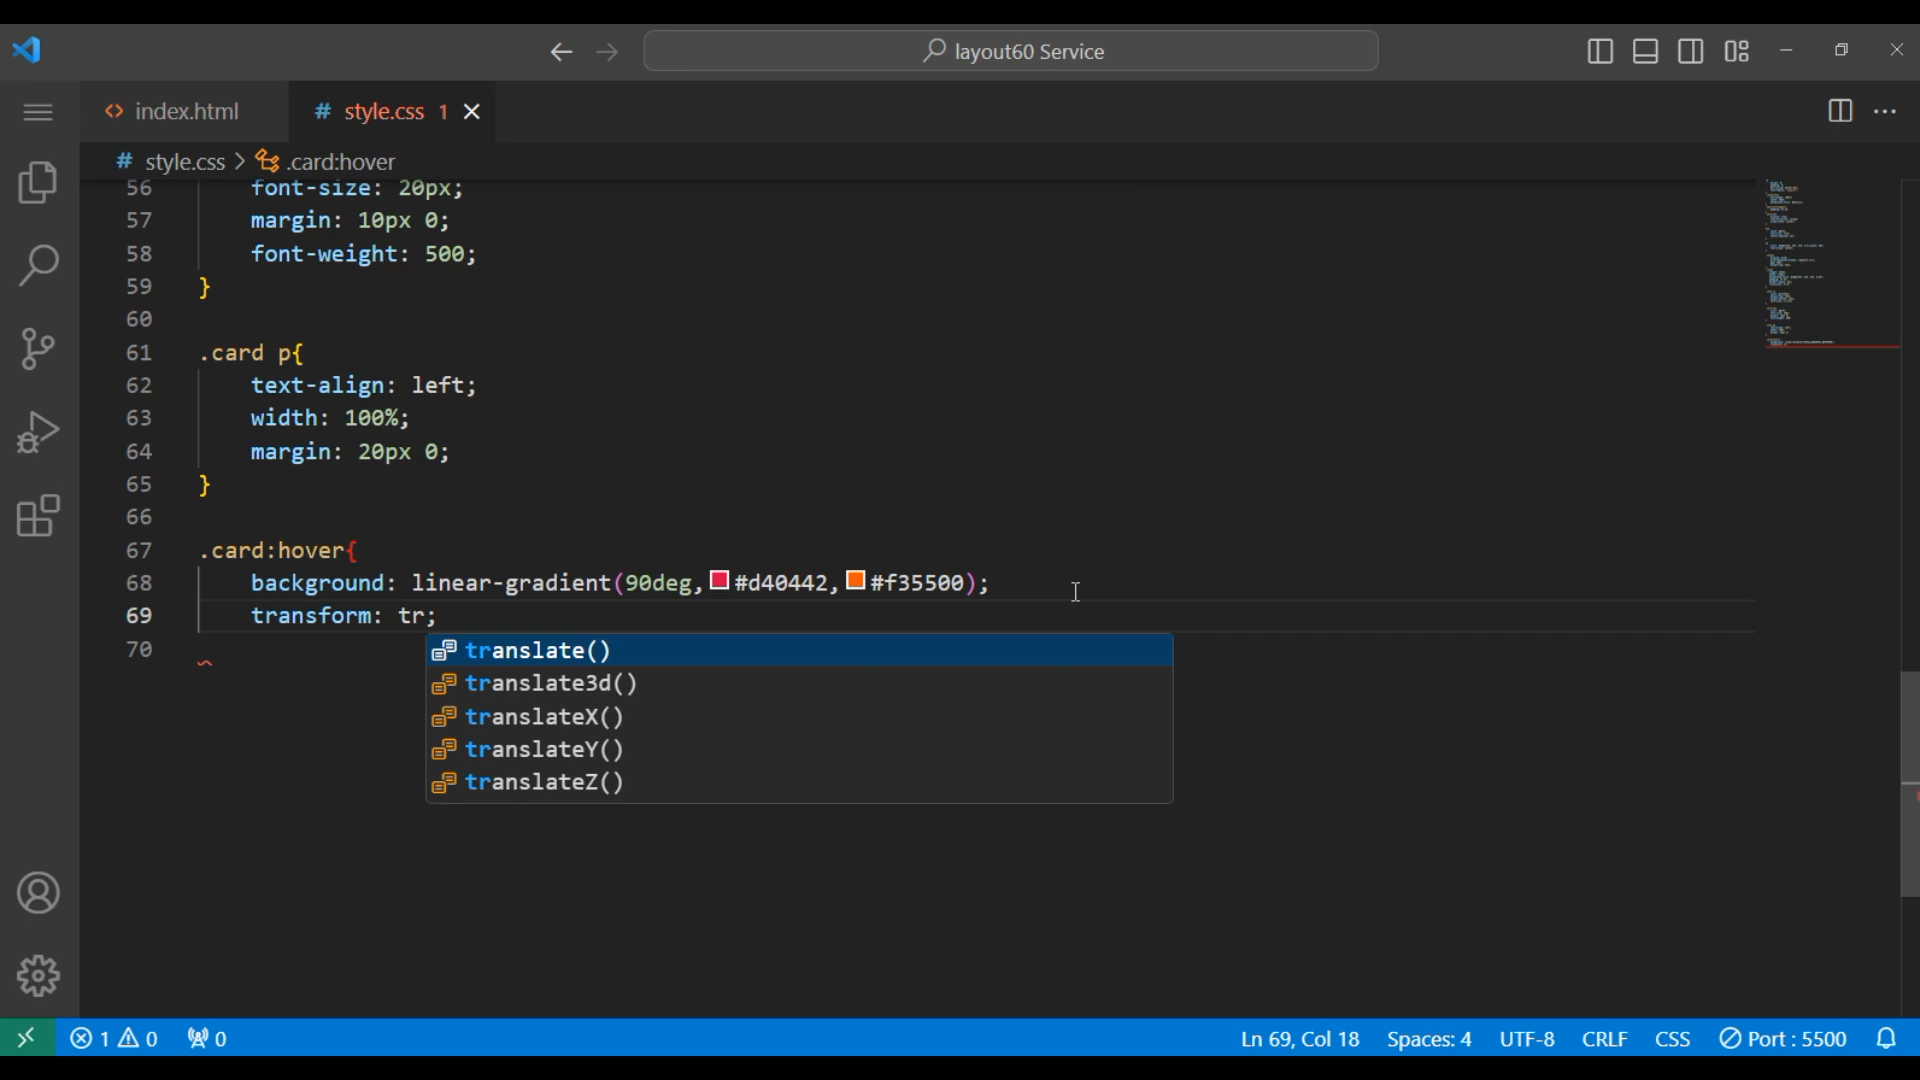 layout60 Service
index.html
style.css 1
style.css > .card:hover
56 font-size: 20px;
57 margin: 10px 0;
58 font-weight: 500;
59 }
60
61 .card p{
62 text-align: left;
63 width: 100%;
64 margin: 20px 0;
65 }
66
67 .card:hover{
68 background: linear-gradient(90deg, #d40442, #f35500);
69 transform: tr;
70
translate()
translate3d()
translateX()
translateY()
translateZ()
1 0 0
Ln 69, Col 18 Spaces: 4 UTF-8 CRLF CSS Port : 5500